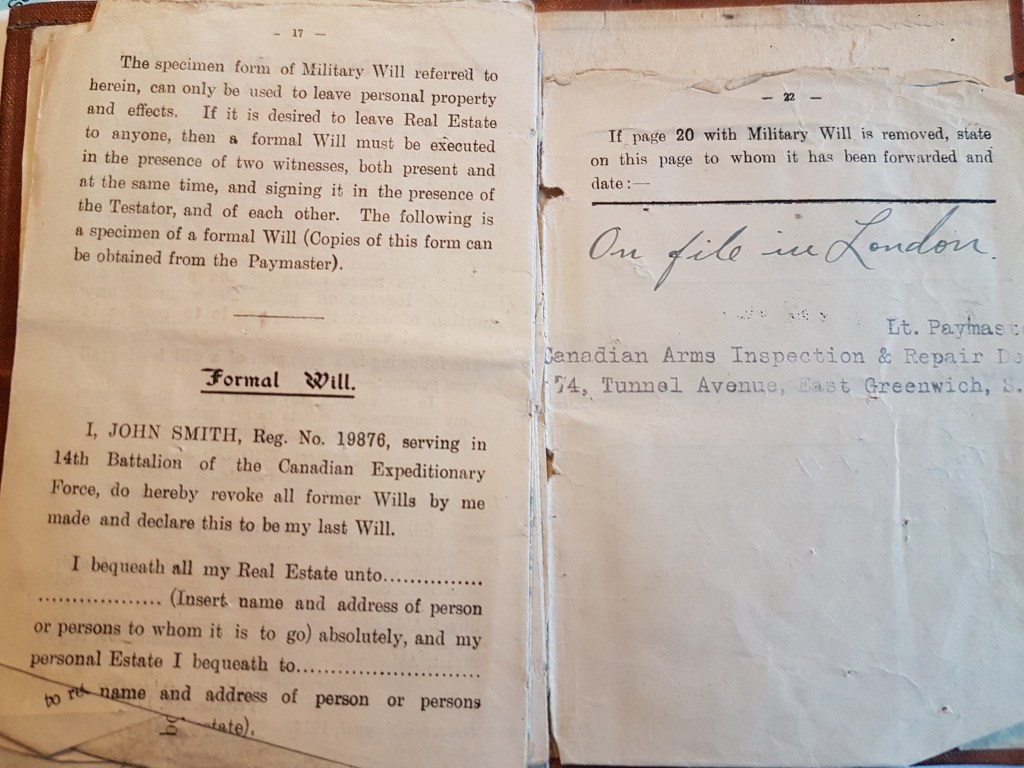 - 17 -
The specimen form of Military Will referred to
herein, can only be used to leave personal property
and effects. If it is desired to leave Real Estate
to anyone, then a formal Will must be executed
in the presence of two witnesses, both present and
at the same time, and signing it in the presence of
the Testator, and of each other. The following is
a specimen of a formal Will (Copies of this form can
be obtained from the Paymaster).
Formal Will.
I, JOHN SMITH, Reg. No. 19876, serving in
14th Battalion of the Canadian Expeditionary
Force, do hereby revoke all former Wills by me
made and declare this to be my last Will.
I bequeath all my Real Estate unto...............
................... (Insert name and address of person
or persons to whom it is to go) absolutely, and my
personal Estate I bequeath to............................
name and address of person or persons
- 22 -
If page 20 with Military Will is removed, state
on this page to whom it has been forwarded and
date:—
On file in London.
Lt. Paymast
Canadian Arms Inspection & Repair De
74, Tunnel Avenue, East Greenwich, S.